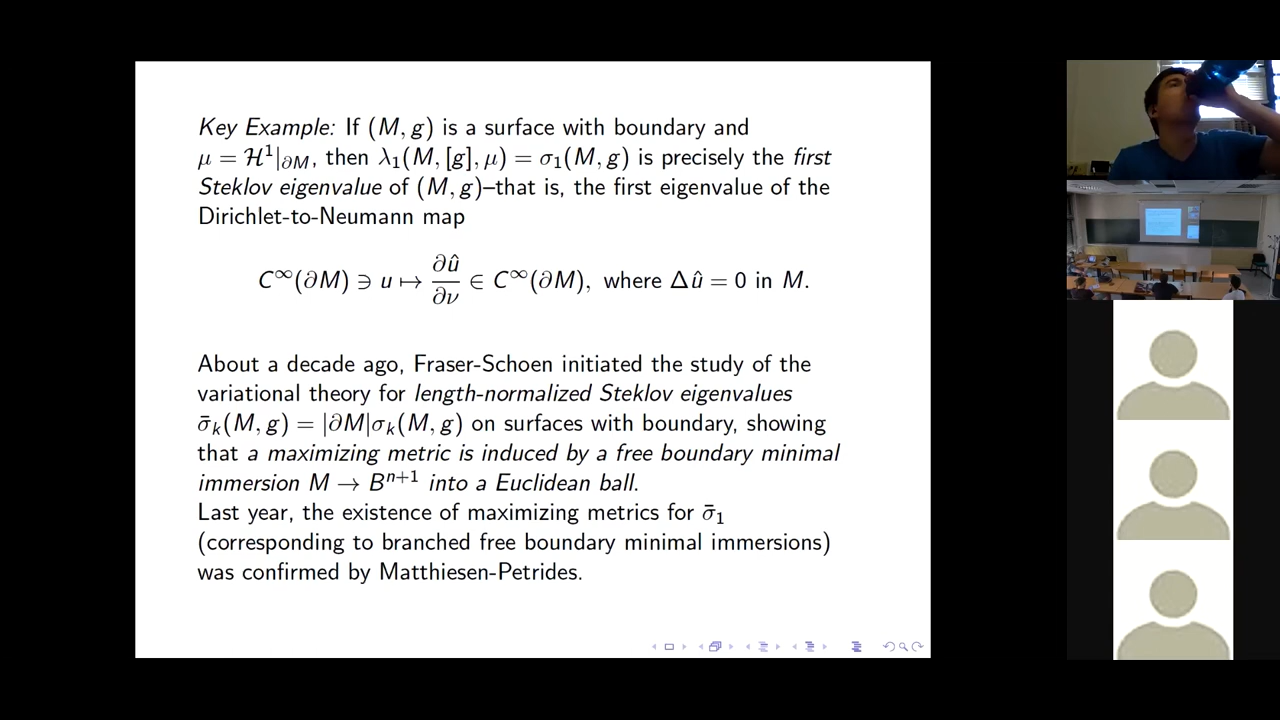 Key Example: If (M, g) is a surface with boundary and
μ = ℋ¹|∂M, then λ₁(M, [g], μ) = σ₁(M, g) is precisely the first
Steklov eigenvalue of (M, g)–that is, the first eigenvalue of the
Dirichlet-to-Neumann map
C∞(∂M) ∋ u ↦ ∂û/∂ν ∈ C∞(∂M), where Δû = 0 in M.
About a decade ago, Fraser-Schoen initiated the study of the
variational theory for length-normalized Steklov eigenvalues
σ̄ₖ(M, g) = |∂M|σₖ(M, g) on surfaces with boundary, showing
that a maximizing metric is induced by a free boundary minimal
immersion M → Bⁿ⁺¹ into a Euclidean ball.
Last year, the existence of maximizing metrics for σ̄₁
(corresponding to branched free boundary minimal immersions)
was confirmed by Matthiesen-Petrides.